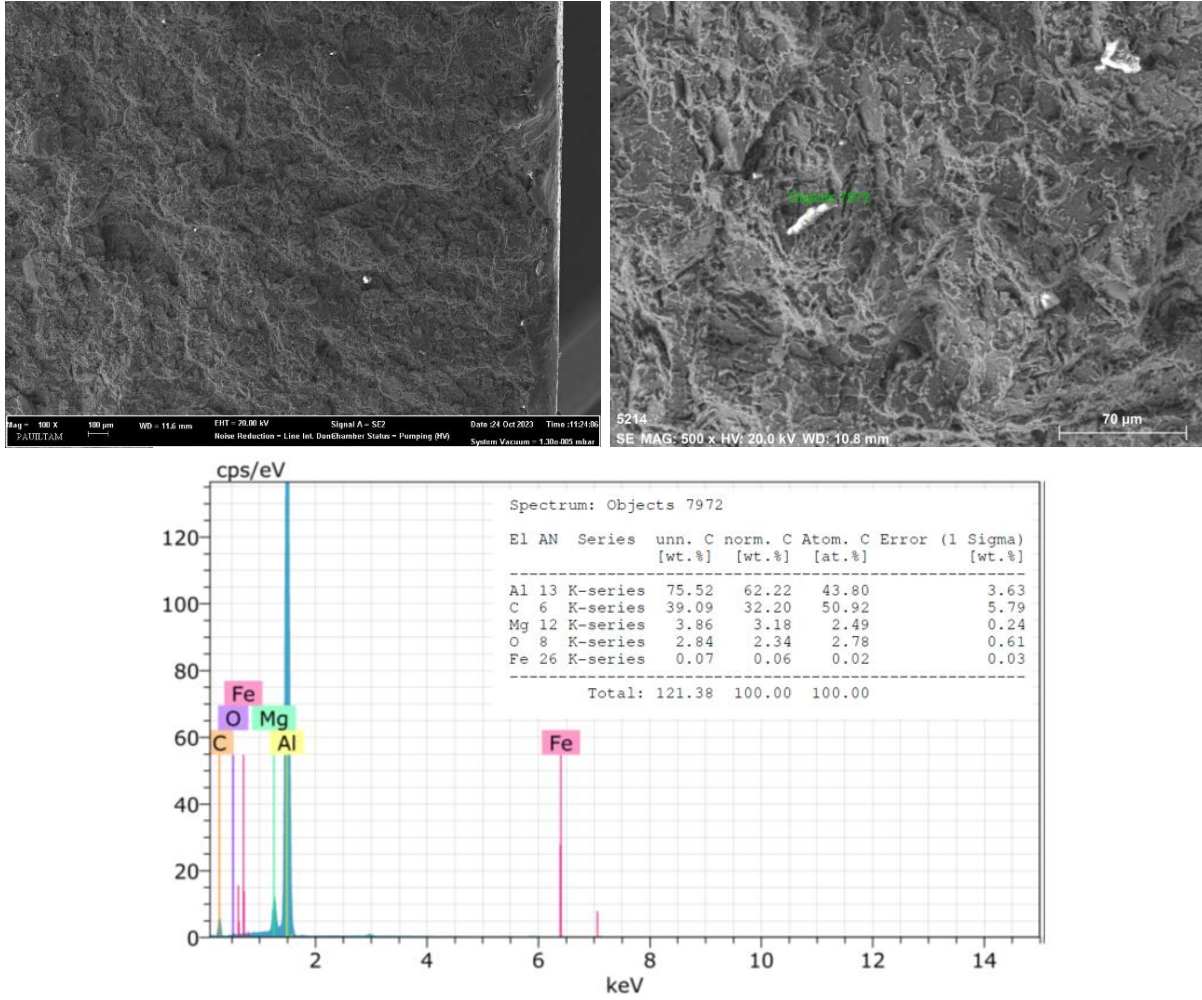 Mag = 100 X 100 µm WD = 11.6 mm EHT = 20.00 kV Signal A = SE2 Date :24 Oct 2023 Time :11:24:06
PAUILTAM Noise Reduction - Line Int. DonEhamber Status = Pumping (HV) System Vacuum = 1.30e-005 mbar
Objects 7972
5214 70 µm
SE MAG: 500 x HV: 20.0 kV WD: 10.8 mm
cps/eV
Spectrum: Objects 7972
El AN Series unn. C norm. C Atom. C Error (1 Sigma)
[wt.%] [wt.%] [at.%] [wt.%]
Al 13 K-series 75.52 62.22 43.80 3.63
C 6 K-series 39.09 32.20 50.92 5.79
Mg 12 K-series 3.86 3.18 2.49 0.24
O 8 K-series 2.84 2.34 2.78 0.61
Fe 26 K-series 0.07 0.06 0.02 0.03
Total: 121.38 100.00 100.00
120
100
80
Fe
O Mg
60
C Al Fe
40
20
0
2 4 6 8 10 12 14
keV